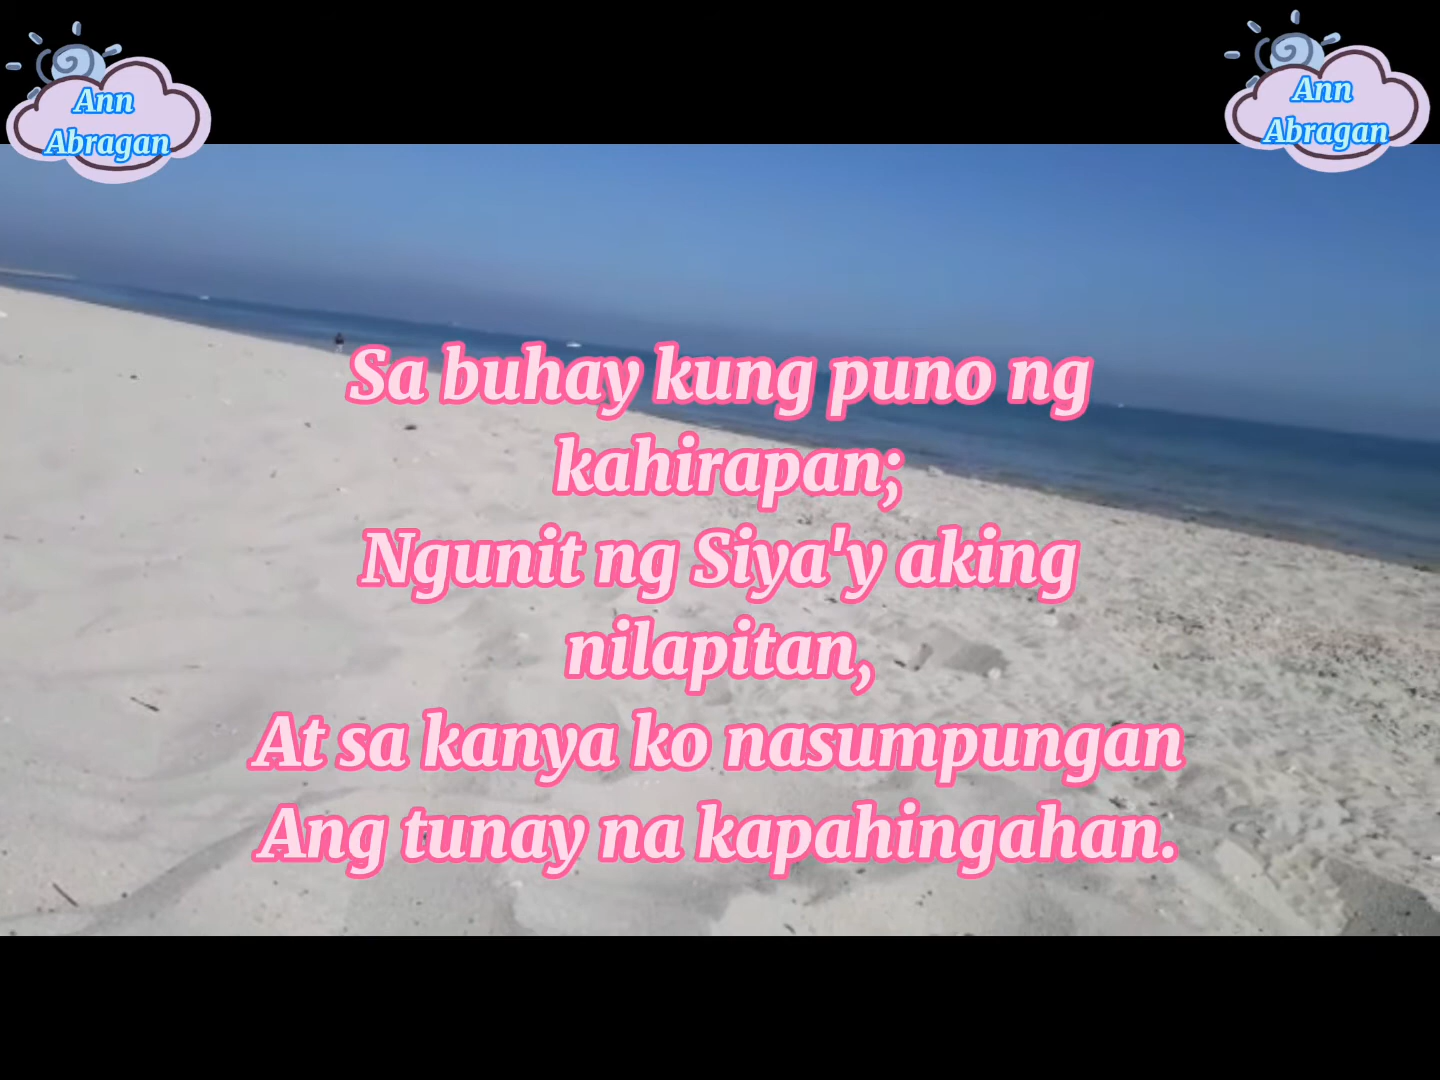 Ann
Abragan
Ann
Abragan
Sa buhay kung puno ng
kahirapan;
Ngunit ng Siya'y aking
nilapitan,
At sa kanya ko nasumpungan
Ang tunay na kapahingahan.